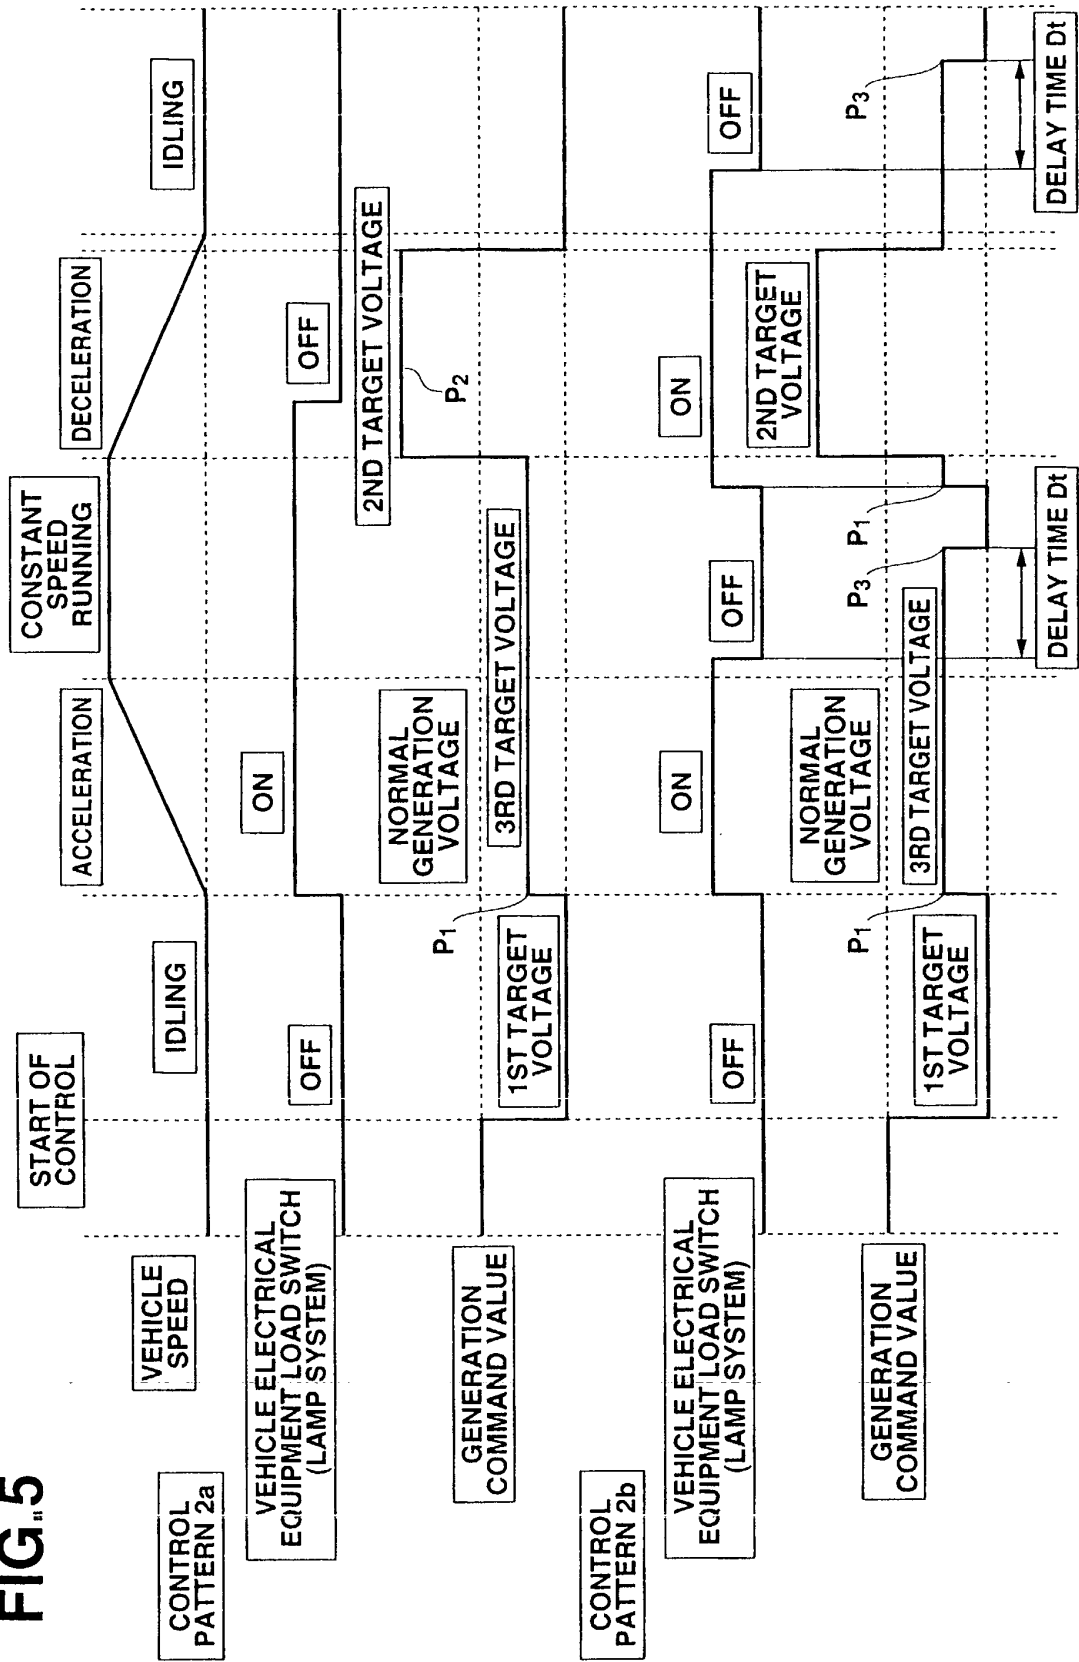 FIG.5
START OF
CONTROL
VEHICLE
SPEED
IDLING
ACCELERATION
CONSTANT
SPEED
RUNNING
DECELERATION
IDLING
CONTROL
PATTERN 2a
VEHICLE ELECTRICAL
EQUIPMENT LOAD SWITCH
(LAMP SYSTEM)
OFF
ON
OFF
GENERATION
COMMAND VALUE
1ST TARGET
VOLTAGE
P1
NORMAL
GENERATION
VOLTAGE
3RD TARGET VOLTAGE
2ND TARGET VOLTAGE
P2
CONTROL
PATTERN 2b
VEHICLE ELECTRICAL
EQUIPMENT LOAD SWITCH
(LAMP SYSTEM)
OFF
ON
OFF
ON
OFF
GENERATION
COMMAND VALUE
1ST TARGET
VOLTAGE
P1
NORMAL
GENERATION
VOLTAGE
3RD TARGET VOLTAGE
P3
P1
2ND TARGET
VOLTAGE
P3
DELAY TIME Dt
DELAY TIME Dt